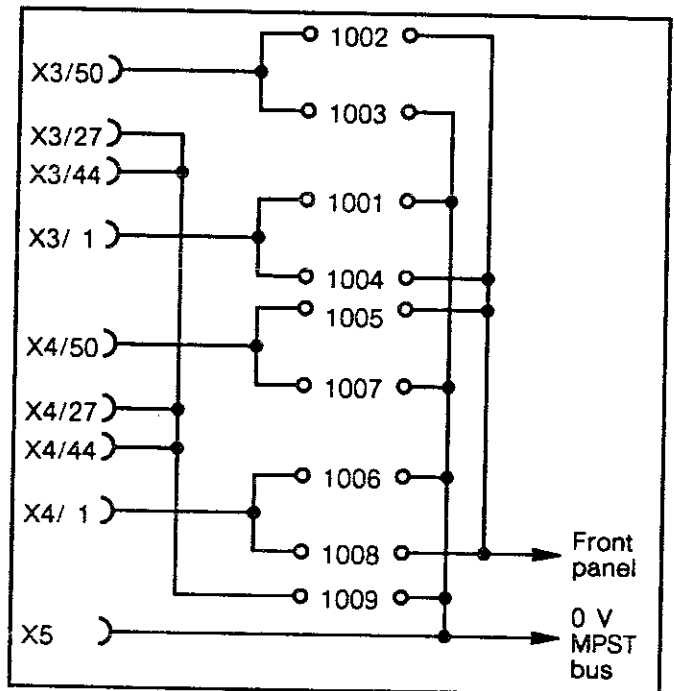 1002
X3/50
1003
X3/27
X3/44
1001
X3/ 1
1004
1005
X4/50
1007
X4/27
X4/44
1006
X4/ 1
1008
Front
panel
1009
X5
0 V
MPST
bus